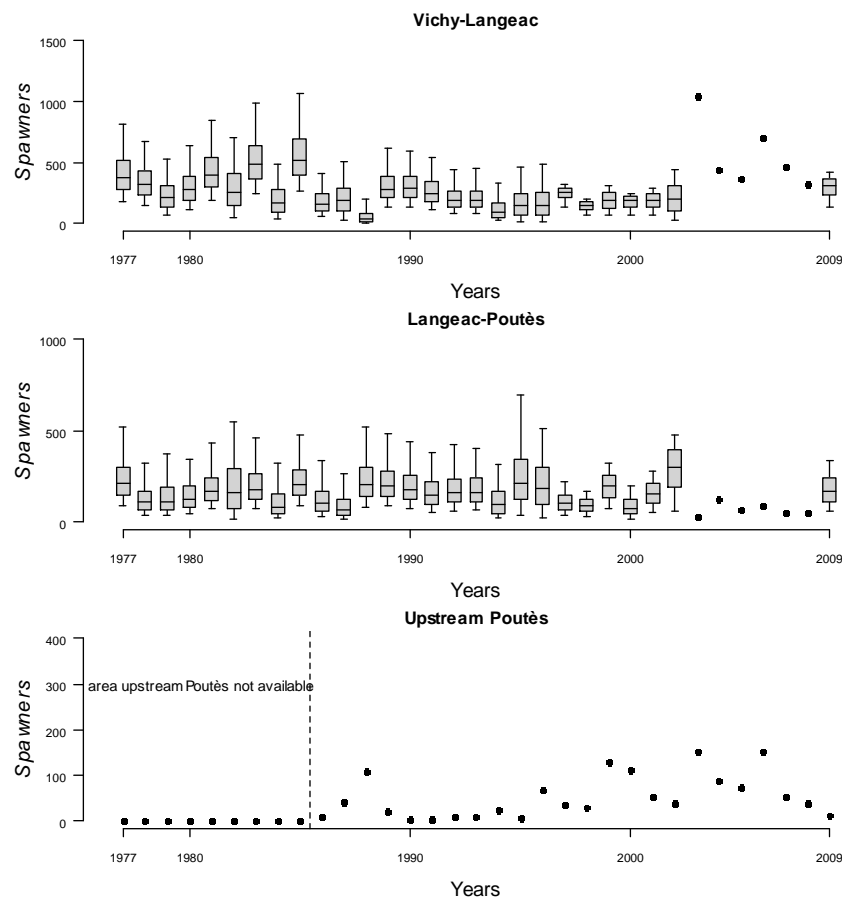 Vichy-Langeac
1500
1000
500
0
Spawners
1977 1980 1990 2000 2009
Years
Langeac-Poutès
1000
500
0
Spawners
1977 1980 1990 2000 2009
Years
Upstream Poutès
400
300
200
100
0
Spawners
area upstream Poutès not available
1977 1980 1990 2000 2009
Years